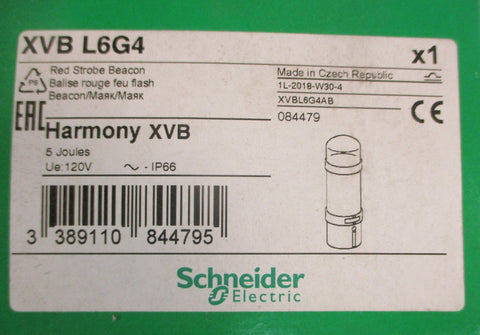 XVB L6G4
x1
Red Strobe Beacon
Balise rouge feu flash
Beacon/Маяк/Маяк
Made in Czech Republic
1L-2018-W30-4
XVBL6G4AB
084479
EAC
Harmony XVB
5 Joules
Ue:120V ~ - IP66
3 389110 844795
Schneider
Electric